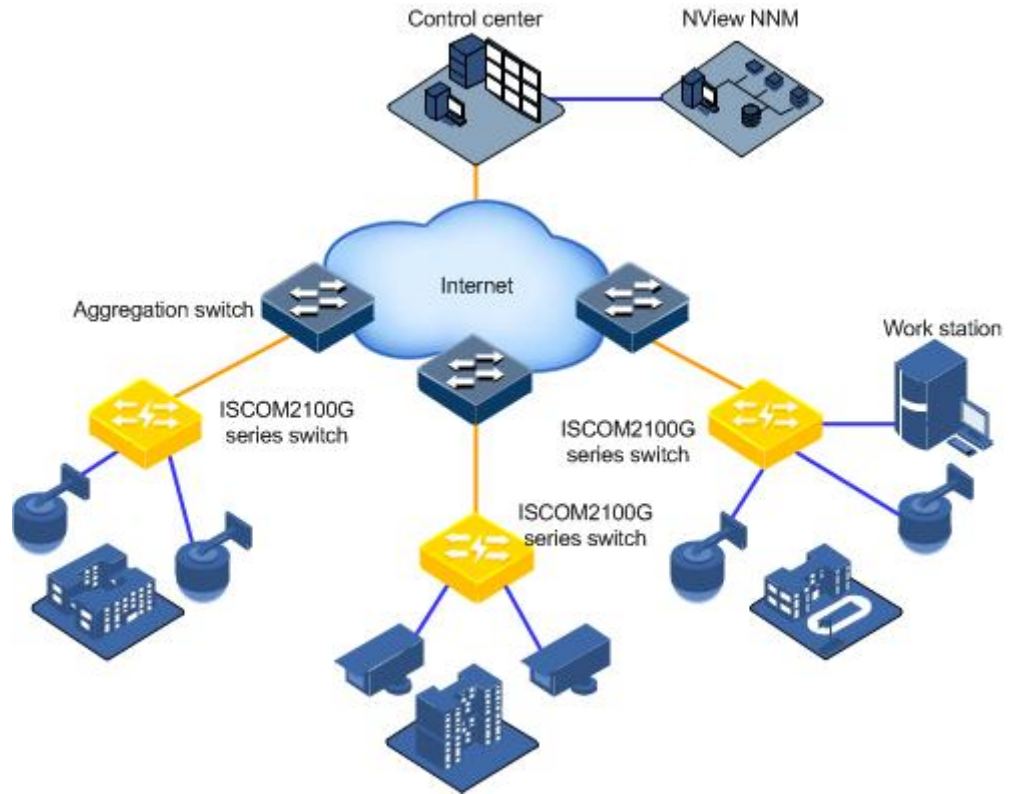 Control center
NView NNM
Internet
Aggregation switch
Work station
ISCOM2100G
series switch
ISCOM2100G
series switch
ISCOM2100G
series switch